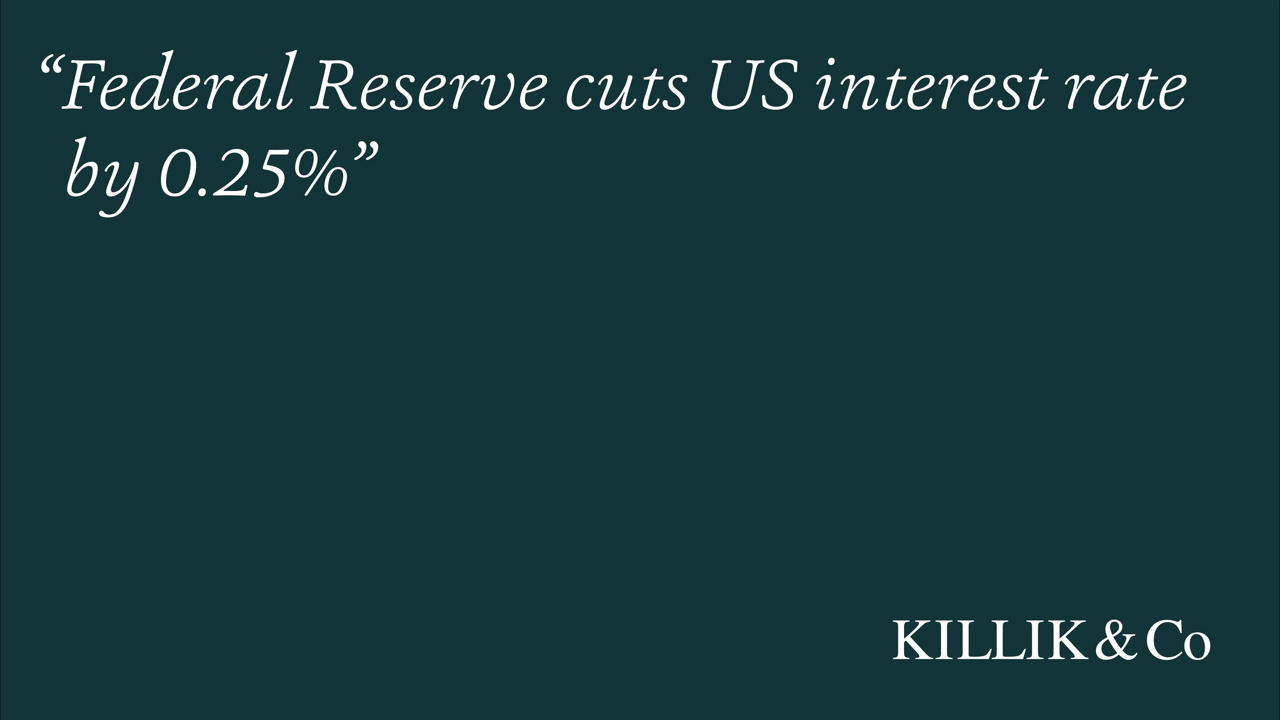 “Federal Reserve cuts US interest rate
by 0.25%”
KILLIK & Co